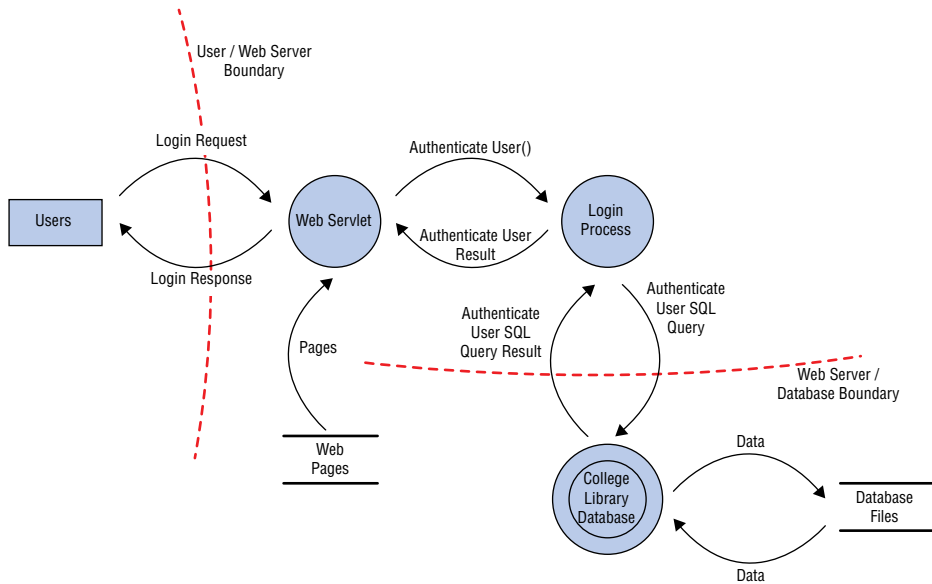 User / Web Server
Boundary
Login Request
Authenticate User()
Users
Web Servlet
Login
Process
Authenticate User
Result
Login Response
Authenticate
User SQL
Query
Authenticate
User SQL
Query Result
Pages
Web Server /
Database Boundary
Web
Pages
Data
College
Library
Database
Database
Files
Data